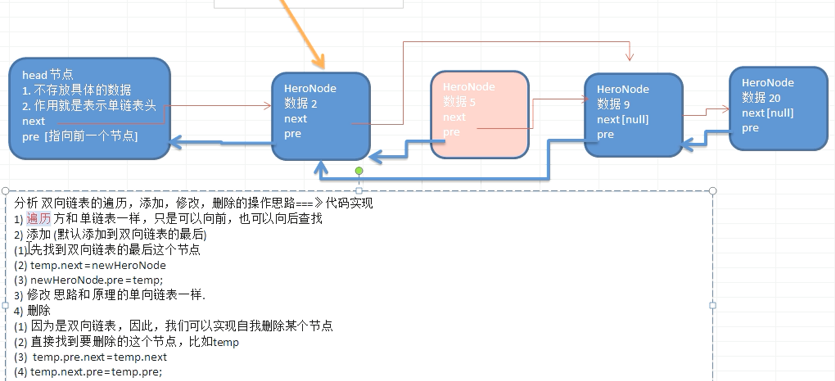 head 节点
1. 不存放具体的数据
2. 作用就是表示单链表头
next
pre [指向前一个节点]
HeroNode
数据 2
next
pre
HeroNode
数据 5
next
pre
HeroNode
数据 9
next [null]
pre
HeroNode
数据 20
next [null]
pre
分析 双向链表的遍历，添加，修改，删除的操作思路===》代码实现
1) 遍历 方和 单链表一样，只是可以向前，也可以向后查找
2) 添加 (默认添加到双向链表的最后)
(1) 先找到双向链表的最后这个节点
(2) temp.next = newHeroNode
(3) newHeroNode.pre = temp;
3) 修改 思路和 原理的单向链表一样.
4) 删除
(1) 因为是双向链表，因此，我们可以实现自我删除某个节点
(2) 直接找到要删除的这个节点，比如temp
(3) temp.pre.next = temp.next
(4) temp.next.pre = temp.pre;